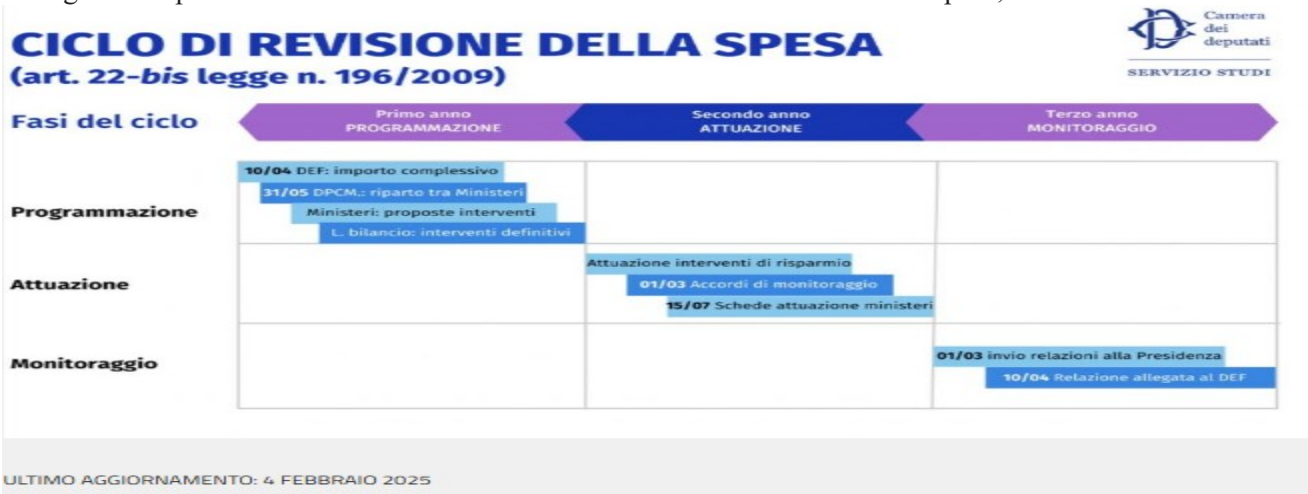 CICLO DI REVISIONE DELLA SPESA
(art. 22-bis legge n. 196/2009)
Camera
dei
deputati
SERVIZIO STUDI
Fasi del ciclo
Primo anno
PROGRAMMAZIONE
Secondo anno
ATTUAZIONE
Terzo anno
MONITORAGGIO
Programmazione
10/04 DEF: importo complessivo
31/05 DPCM.: riparto tra Ministeri
Ministeri: proposte interventi
L. bilancio: interventi definitivi
Attuazione
Attuazione interventi di risparmio
01/03 Accordi di monitoraggio
15/07 Schede attuazione ministeri
Monitoraggio
01/03 invio relazioni alla Presidenza
10/04 Relazione allegata al DEF
ULTIMO AGGIORNAMENTO: 4 FEBBRAIO 2025